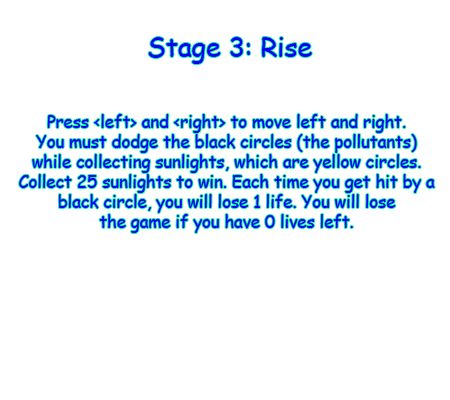 Stage 3: Rise
Press <left> and <right> to move left and right.
You must dodge the black circles (the pollutants)
while collecting sunlights, which are yellow circles.
Collect 25 sunlights to win. Each time you get hit by a
black circle, you will lose 1 life. You will lose
the game if you have 0 lives left.